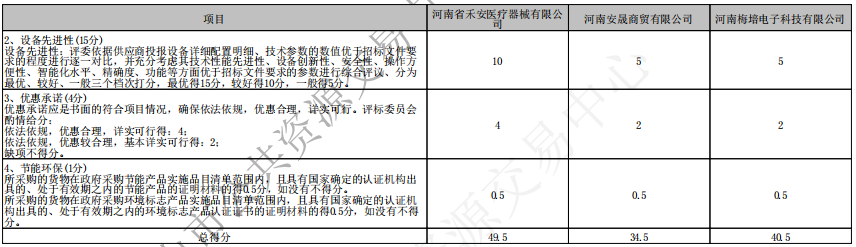 项目
河南省禾安医疗器械有限公
司
河南安晟商贸有限公司
河南梅培电子科技有限公司
2、设备先进性(15分)
设备先进性：评委依据供应商投报设备详细配置明细、技术参数的数值优于招标文件要
求的程度进行逐一对比，并充分考虑其技术性能先进性、设备创新性、安全性、操作方
便性、智能化水平、精确度、功能等方面优于招标文件要求的参数进行综合评议、分为
最优、较好、一般三个档次打分，最优得15分，较好得10分，一般得5分。
10
5
5
3、优惠承诺(4分)
优惠承诺应是书面的符合项目情况，确保依法依规，优惠合理，详实可行。评标委员会
酌情给分：
依法依规，优惠合理，详实可行得：4；
依法依规，优惠较合理，基本详实可行得：2；
缺项不得分。
4
2
2
4、节能环保(1分)
所采购的货物在政府采购节能产品实施品目清单范围内，且具有国家确定的认证机构出
具的、处于有效期之内的节能产品的证明材料的得0.5分，如没有不得分。
所采购的货物在政府采购环境标志产品实施品目清单范围内，且具有国家确定的认证机
构出具的、处于有效期之内的环境标志产品认证证书的证明材料的得0.5分，如没有不得
分。
0.5
0.5
0.5
总得分
49.5
34.5
40.5
公共资源交易中心
资源交易中心